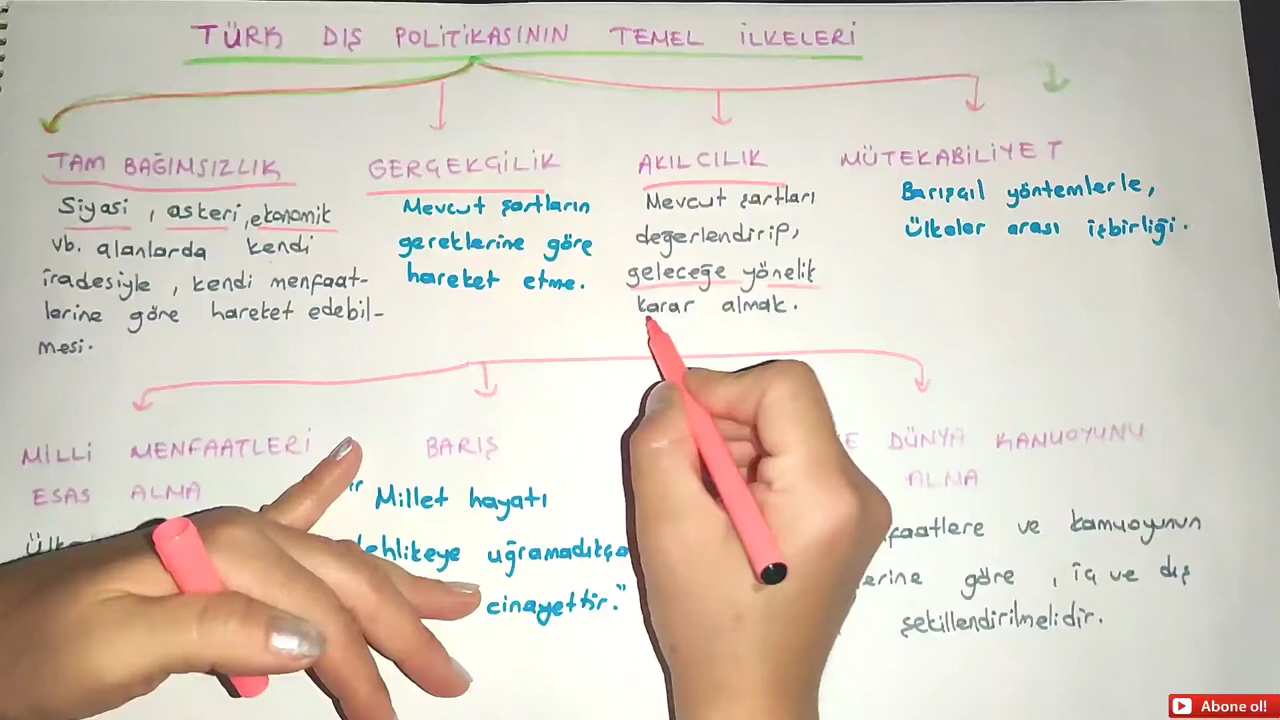 TÜRK DIŞ POLİTİKASININ TEMEL İLKELERİ
TAM BAĞIMSIZLIK
Siyasi, askeri, ekonomik
vb. alanlarda kendi
iradesiyle, kendi menfaat-
lerine göre hareket edebil-
mesi.
GERÇEKÇİLİK
Mevcut şartların
gereklerine göre
hareket etme.
AKILCILIK
Mevcut şartları
değerlendirip,
geleceğe yönelik
karar almak.
MÜTEKABİLİYET
Barışçıl yöntemlerle,
Ülkeler arası işbirliği.
MİLLİ MENFAATLERİ
ESAS ALMA
BARIŞ
"Millet hayatı
uğramadıkça
cinayettir."
DÜNYA KAMUOYUNU
ALMA
ve kamuoyunun
göre, iç ve dış
şekillendirilmelidir.
Abone ol!